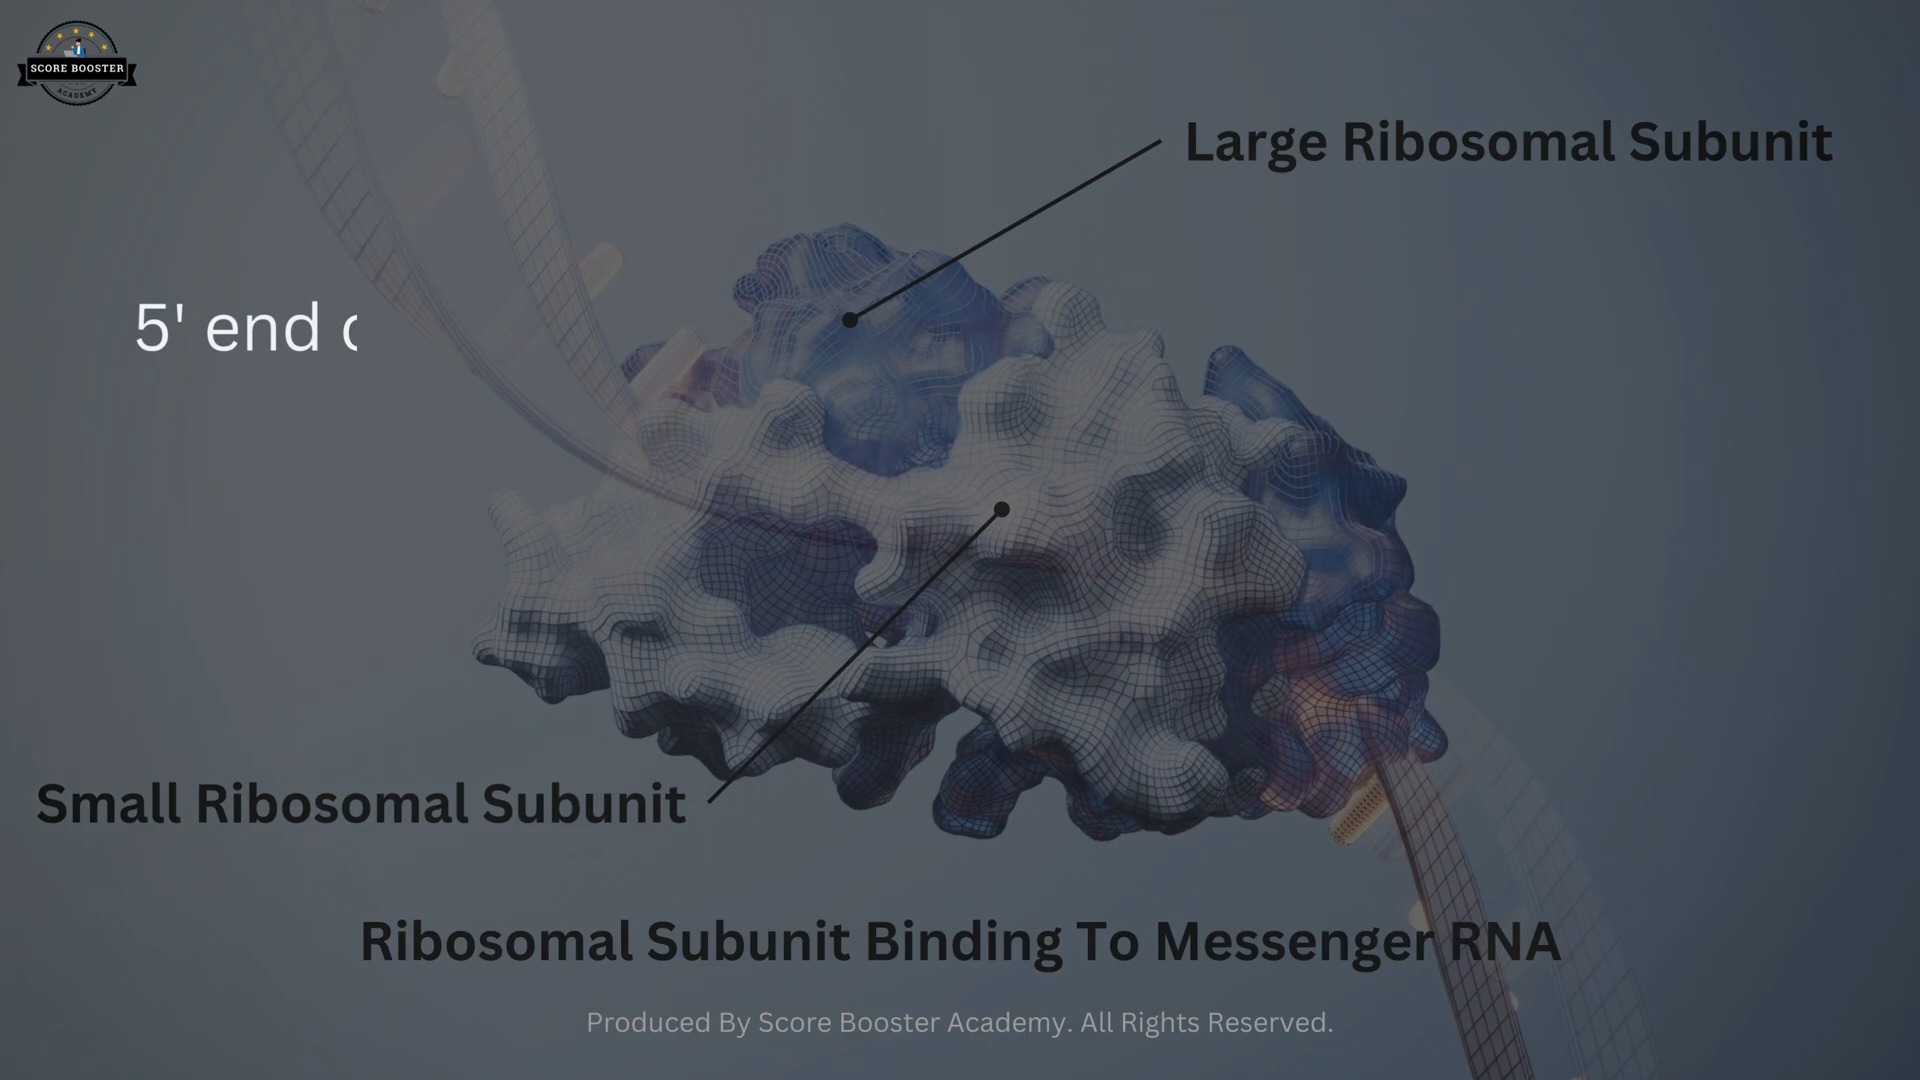 SCORE BOOSTER
ACADEMY
Large Ribosomal Subunit
5' end
Small Ribosomal Subunit
Ribosomal Subunit Binding To Messenger RNA
Produced By Score Booster Academy. All Rights Reserved.